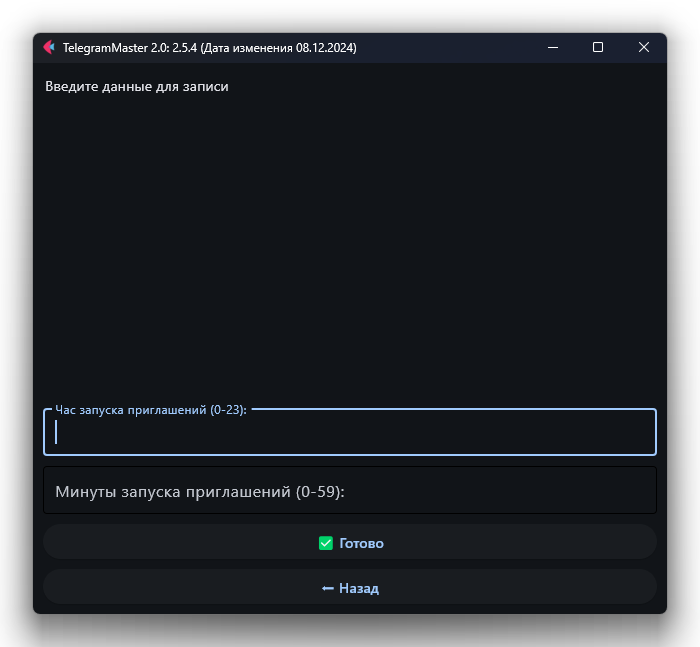 TelegramMaster 2.0: 2.5.4 (Дата изменения 08.12.2024)
Введите данные для записи
Час запуска приглашений (0-23):
Минуты запуска приглашений (0-59):
✅ Готово
← Назад